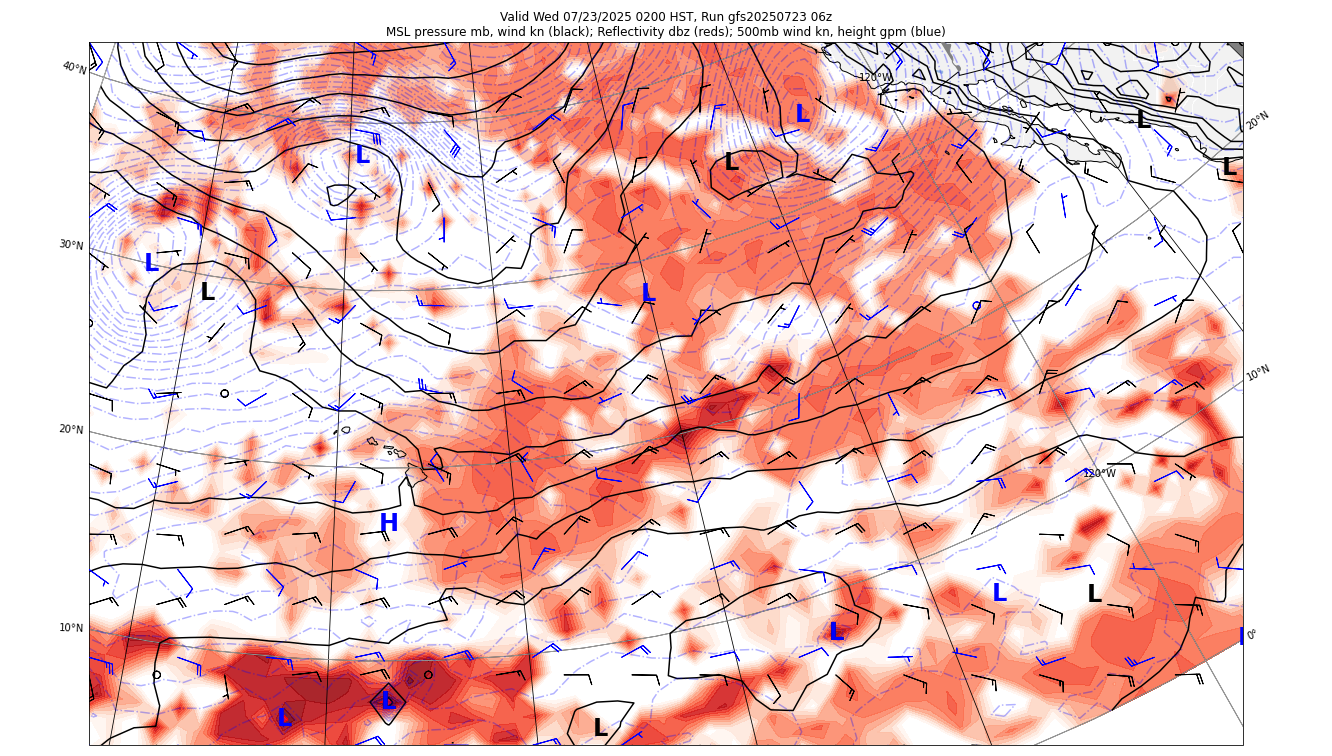 Valid Wed 07/23/2025 0200 HST, Run gfs20250723 06z
MSL pressure mb, wind kn (black); Reflectivity dbz (reds); 500mb wind kn, height gpm (blue)
40°N
120°W
L
L
20°N
L
L
L
30°N
L
L
L
L
10°N
20°N
120°W
H
L
L
10°N
L
0°
L
L
L